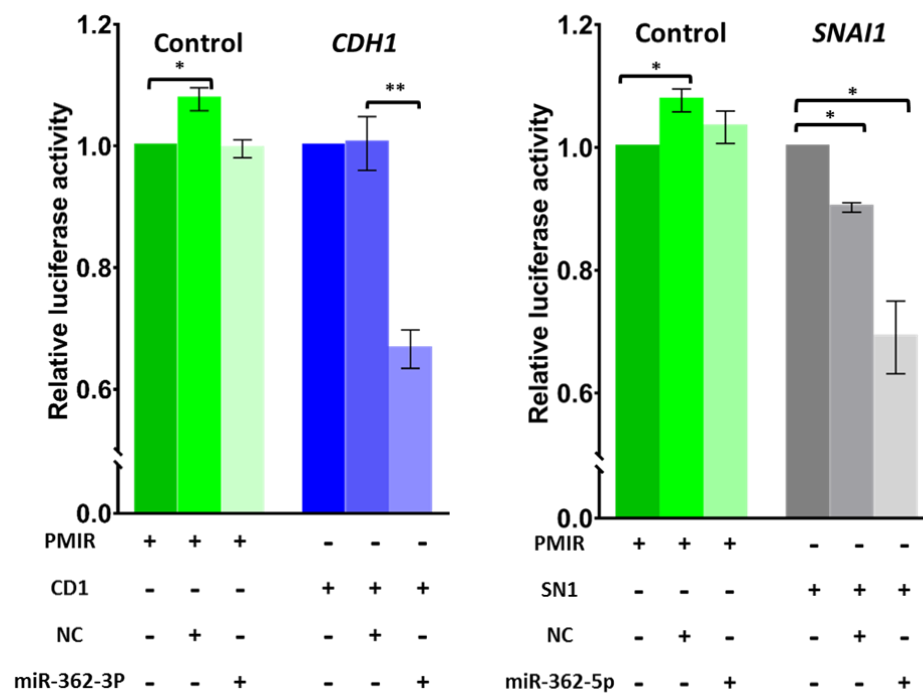 1.2
1.0
0.8
0.6
0.0
Relative luciferase activity
Control
CDH1
*
**
PMIR + + + - - -
CD1 - - - + + +
NC - + - - + -
miR-362-3P - - + - - +
1.2
1.0
0.8
0.6
0.0
Relative luciferase activity
Control
SNAI1
*
*
*
PMIR + + + - - -
SN1 - - - + + +
NC - + - - + -
miR-362-5p - - + - - +